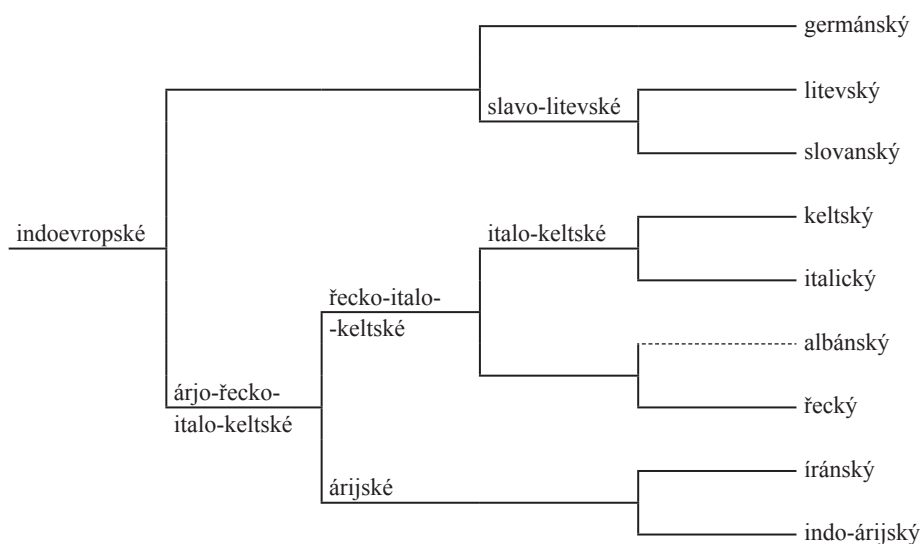 germánský
slavo-litevské
litevský
slovanský
indoevropské
italo-keltské
keltský
italický
řecko-italo-
-keltské
albánský
řecký
árjo-řecko-
italo-keltské
árijské
íránský
indo-árijský